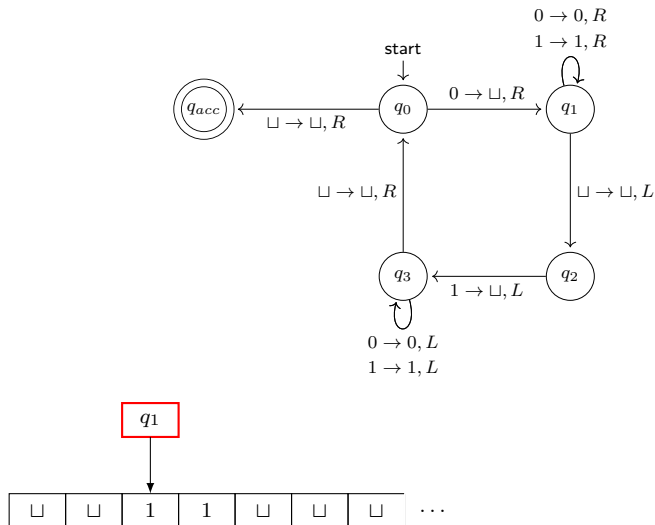 0 → 0, R
1 → 1, R
start
q_acc
q_0
0 → ⊔, R
q_1
⊔ → ⊔, R
⊔ → ⊔, R
⊔ → ⊔, L
q_3
1 → ⊔, L
q_2
0 → 0, L
1 → 1, L
q_1
⊔ ⊔ 1 1 ⊔ ⊔ ⊔ ⋯